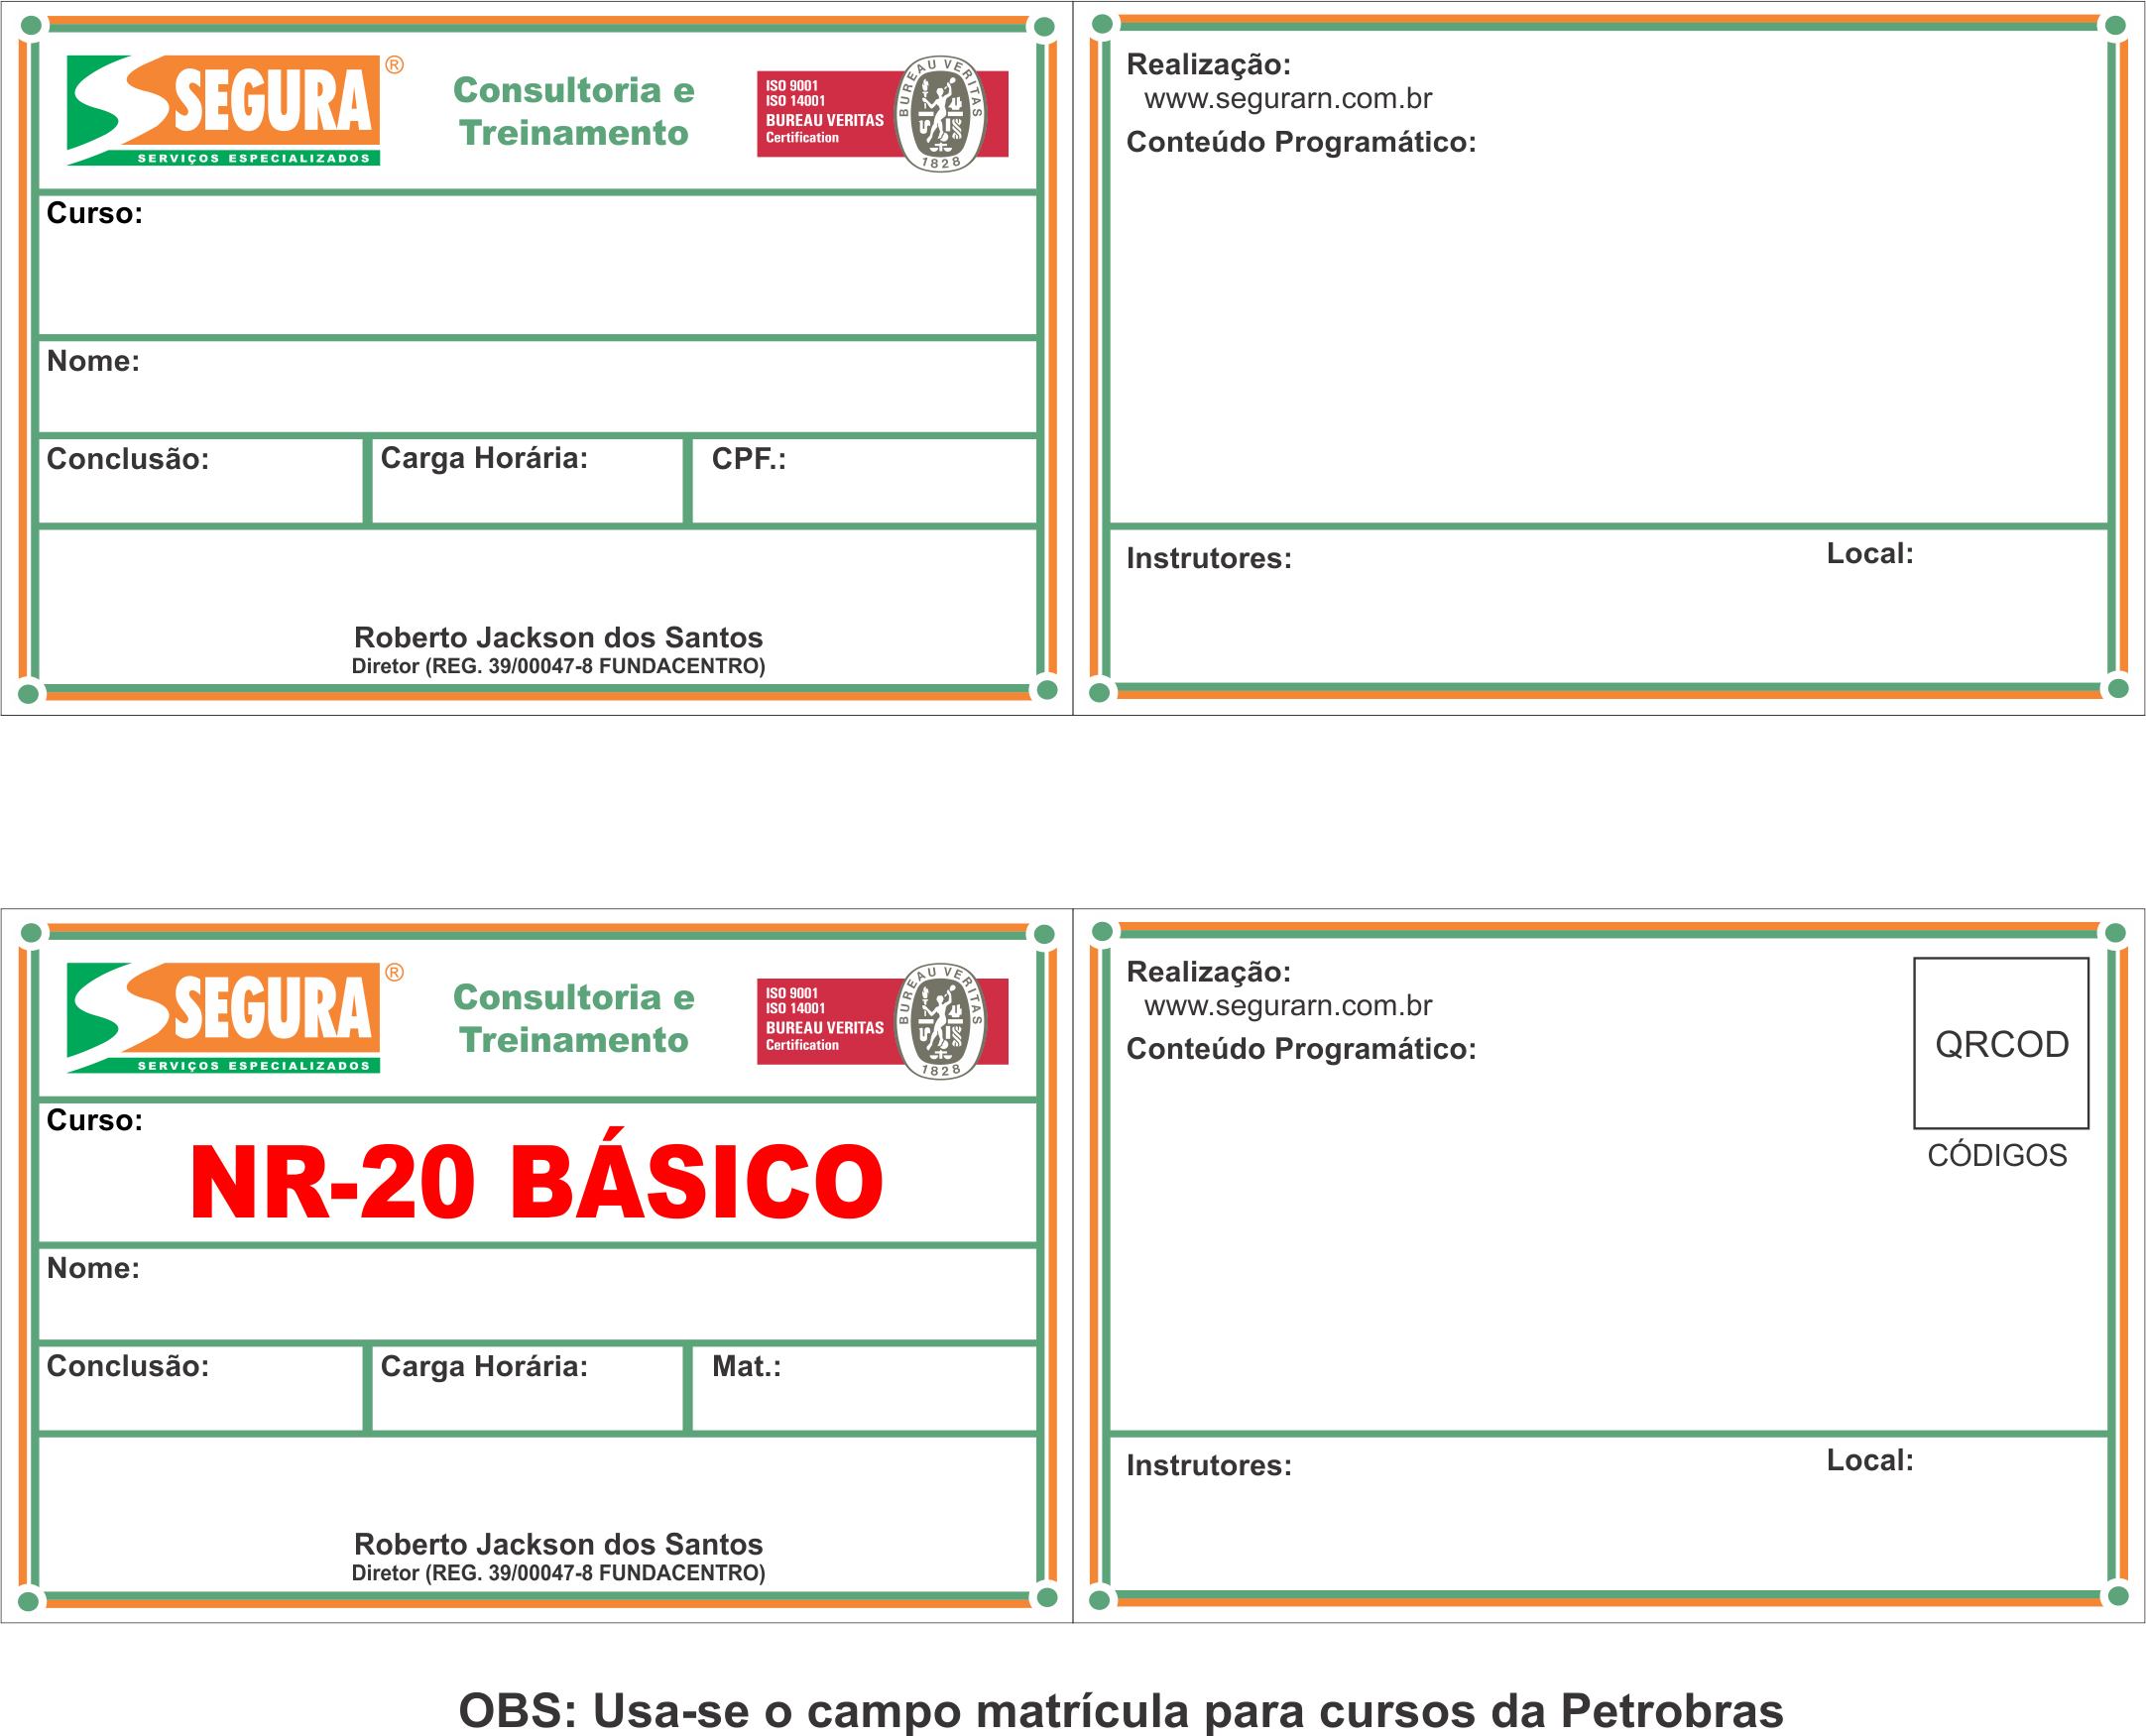 SEGURA ®
SERVIÇOS ESPECIALIZADOS
Consultoria e
Treinamento
ISO 9001
ISO 14001
BUREAU VERITAS
Certification
BUREAU VERITAS
1828
Curso:
Nome:
Conclusão:
Carga Horária:
CPF.:
Roberto Jackson dos Santos
Diretor (REG. 39/00047-8 FUNDACENTRO)
Realização:
www.segurarn.com.br
Conteúdo Programático:
Instrutores:
Local:
SEGURA ®
SERVIÇOS ESPECIALIZADOS
Consultoria e
Treinamento
ISO 9001
ISO 14001
BUREAU VERITAS
Certification
BUREAU VERITAS
1828
Curso:
NR-20 BÁSICO
Nome:
Conclusão:
Carga Horária:
Mat.:
Roberto Jackson dos Santos
Diretor (REG. 39/00047-8 FUNDACENTRO)
Realização:
www.segurarn.com.br
Conteúdo Programático:
QRCOD
CÓDIGOS
Instrutores:
Local:
OBS: Usa-se o campo matrícula para cursos da Petrobras